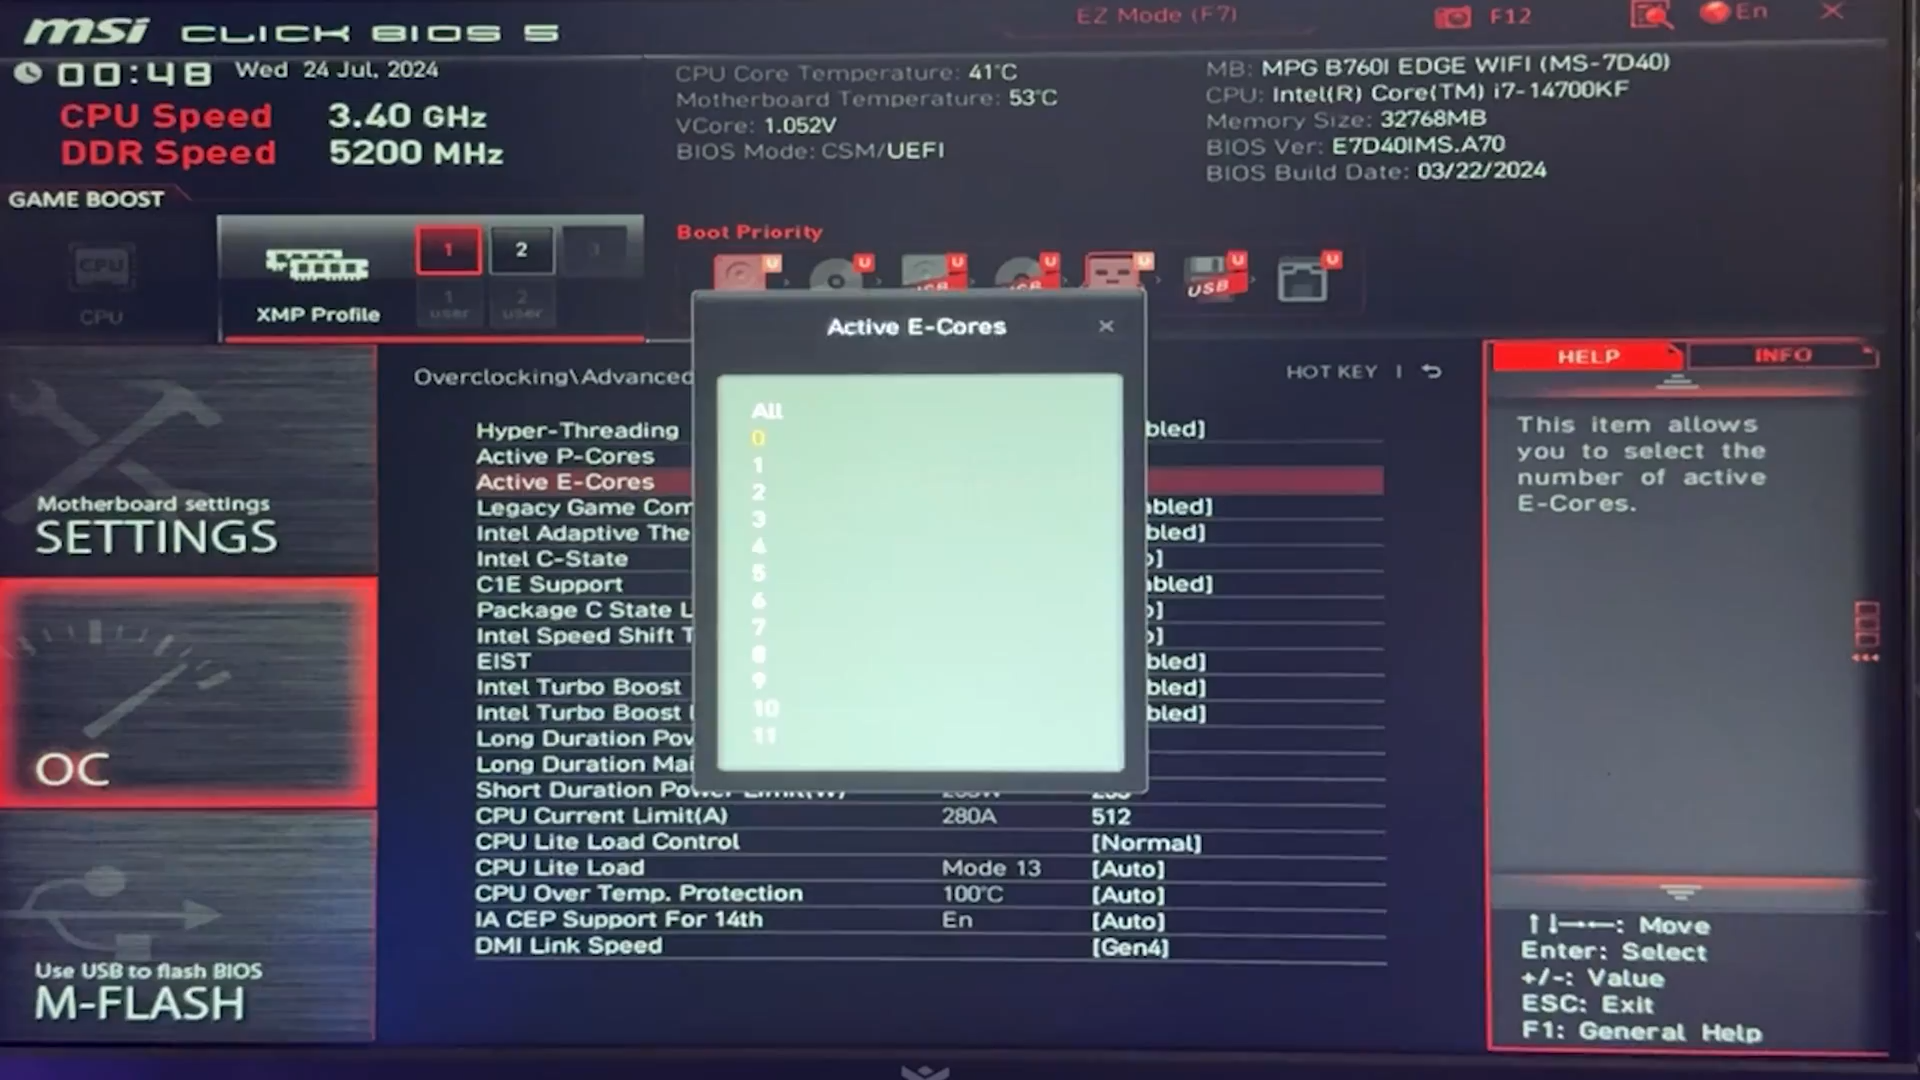 msi CLICK BIOS 5
EZ Mode (F7)
F12
En
00:48 Wed 24 Jul, 2024
CPU Speed 3.40 GHz
DDR Speed 5200 MHz
CPU Core Temperature: 41°C
Motherboard Temperature: 53°C
VCore: 1.052V
BIOS Mode: CSM/UEFI
MB: MPG B760I EDGE WIFI (MS-7D40)
CPU: Intel(R) Core(TM) i7-14700KF
Memory Size: 32768MB
BIOS Ver: E7D40IMS.A70
BIOS Build Date: 03/22/2024
GAME BOOST
CPU
CPU
XMP Profile
1 2
1 user 2 user
Boot Priority
U U U U U U U
USB
Active E-Cores
All
0
1
2
3
4
5
6
7
8
9
10
11
Motherboard settings
SETTINGS
OC
Use USB to flash BIOS
M-FLASH
Overclocking\Advanced
HOT KEY
Hyper-Threading
Active P-Cores
Active E-Cores
Legacy Game Com
Intel Adaptive The
Intel C-State
C1E Support
Package C State L
Intel Speed Shift T
EIST
Intel Turbo Boost
Intel Turbo Boost
Long Duration Pow
Long Duration Mai
Short Duration Power Limit(W)
CPU Current Limit(A) 280A 512
CPU Lite Load Control [Normal]
CPU Lite Load Mode 13 [Auto]
CPU Over Temp. Protection 100°C [Auto]
IA CEP Support For 14th En [Auto]
DMI Link Speed [Gen4]
HELP
INFO
This item allows
you to select the
number of active
E-Cores.
↑↓→←: Move
Enter: Select
+/-: Value
ESC: Exit
F1: General Help